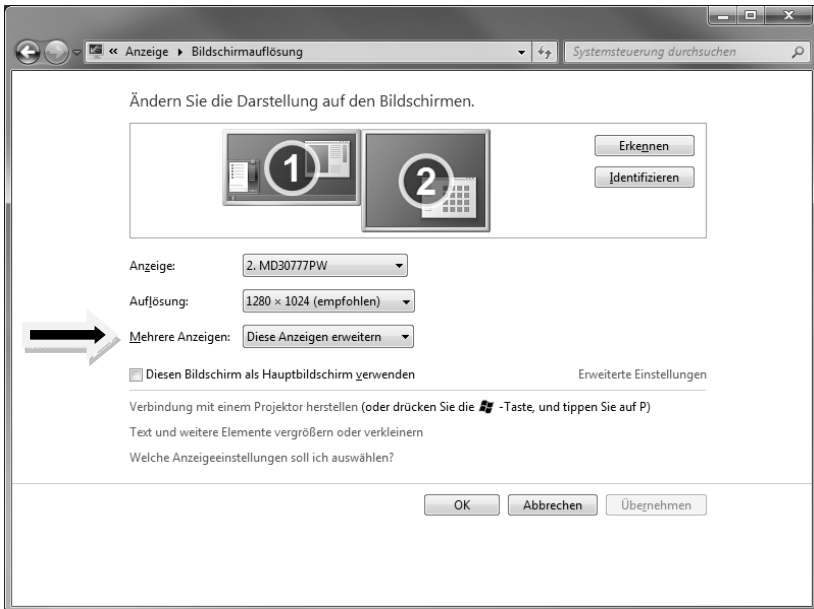 « Anzeige ▸ Bildschirmauflösung
Systemsteuerung durchsuchen
Ändern Sie die Darstellung auf den Bildschirmen.
1
2
Erkennen
Identifizieren
Anzeige: 2. MD30777PW
Auflösung: 1280 × 1024 (empfohlen)
Mehrere Anzeigen: Diese Anzeigen erweitern
Diesen Bildschirm als Hauptbildschirm verwenden
Erweiterte Einstellungen
Verbindung mit einem Projektor herstellen (oder drücken Sie die -Taste, und tippen Sie auf P)
Text und weitere Elemente vergrößern oder verkleinern
Welche Anzeigeeinstellungen soll ich auswählen?
OK Abbrechen Übernehmen